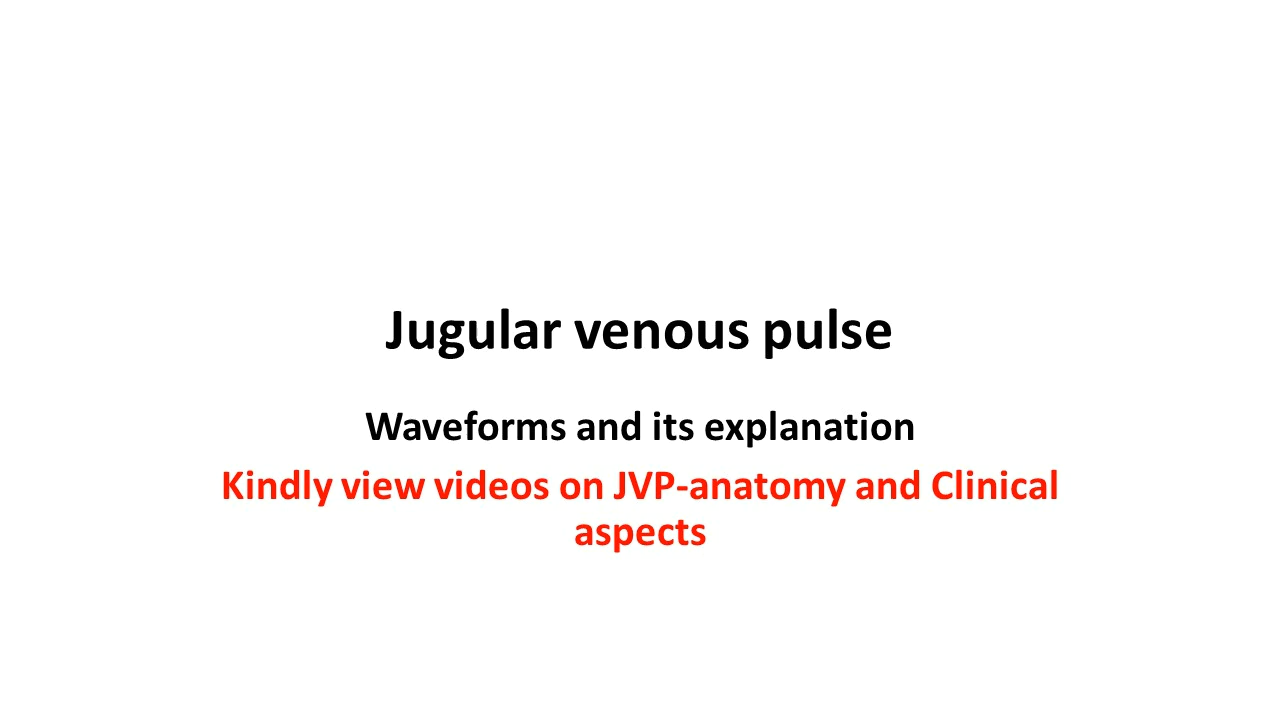 Jugular venous pulse
Waveforms and its explanation
Kindly view videos on JVP-anatomy and Clinical
aspects